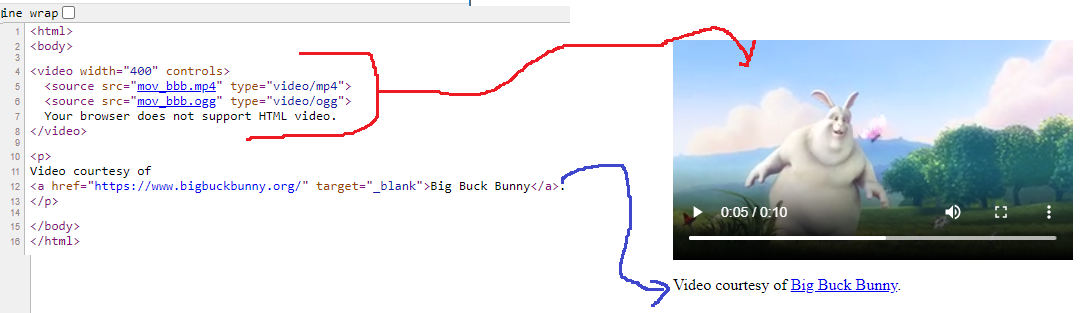 ine wrap
1 <html>
2 <body>
3
4 <video width="400" controls>
5 <source src="mov_bbb.mp4" type="video/mp4">
6 <source src="mov_bbb.ogg" type="video/ogg">
7 Your browser does not support HTML video.
8 </video>
9
10 <p>
11 Video courtesy of
12 <a href="https://www.bigbuckbunny.org/" target="_blank">Big Buck Bunny</a>.
13 </p>
14
15 </body>
16 </html>
0:05 / 0:10
Video courtesy of Big Buck Bunny.